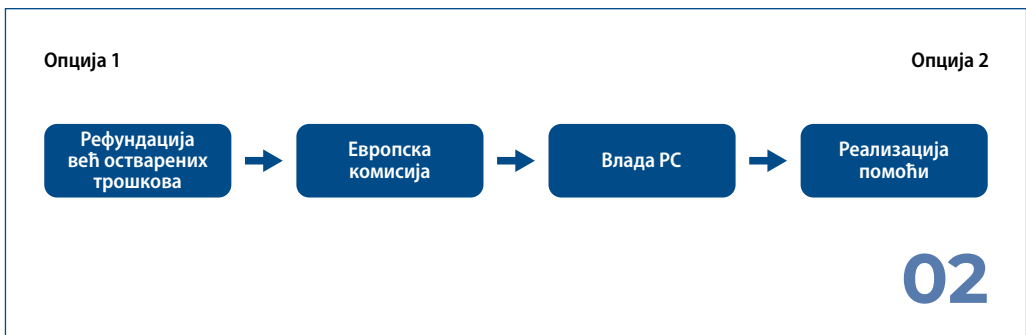 Опција 1
Опција 2
Рефундација
већ остварених
трошкова
Европска
комисија
Влада РС
Реализација
помоћи
02